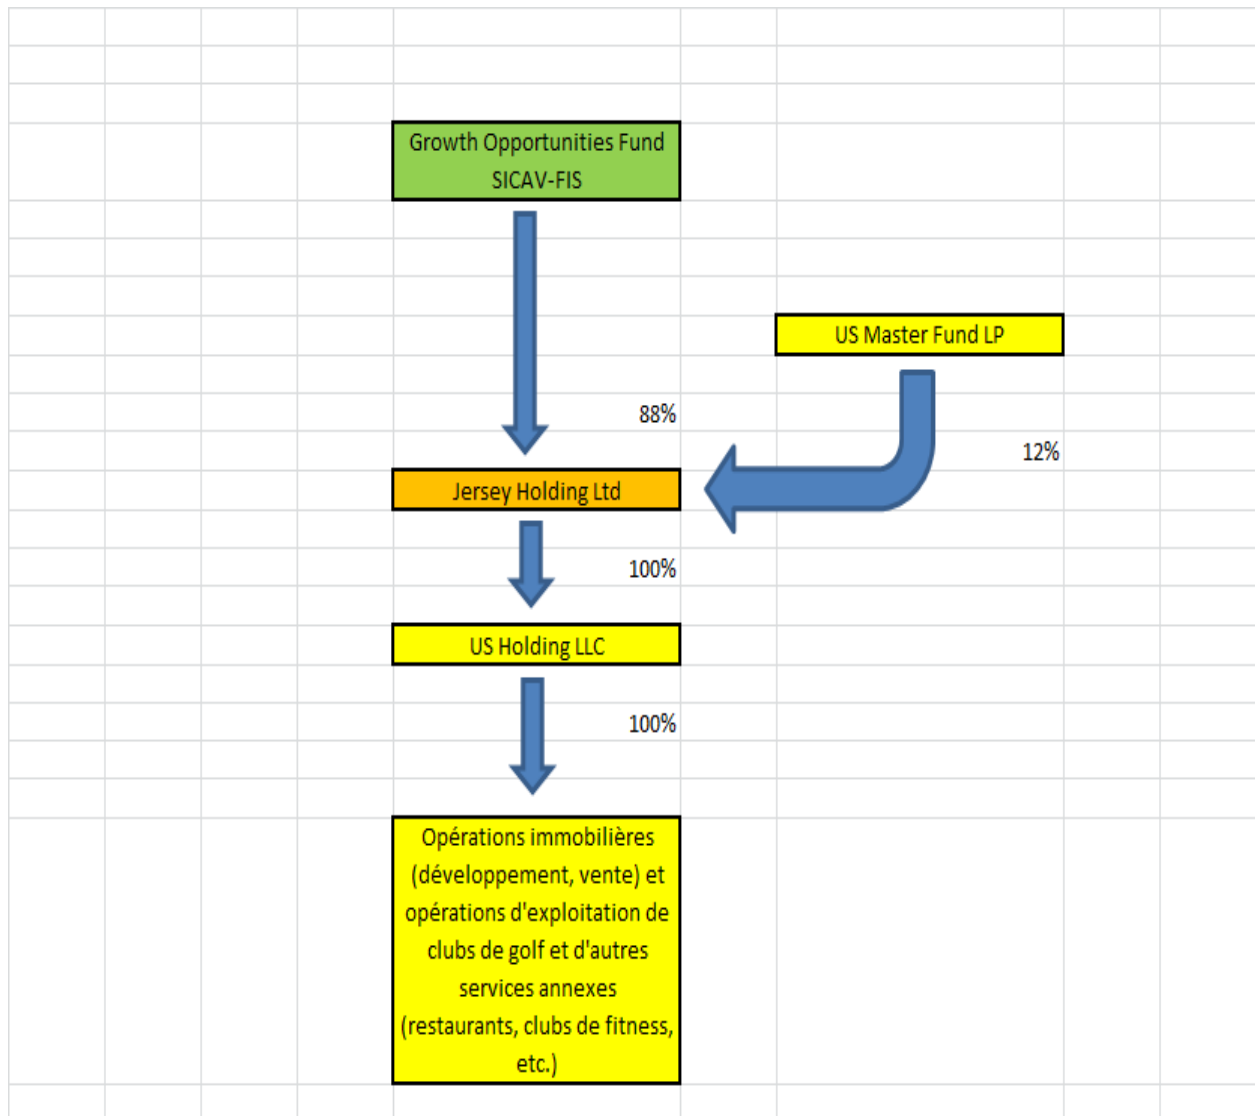 Growth Opportunities Fund
SICAV-FIS
US Master Fund LP
88%
12%
Jersey Holding Ltd
100%
US Holding LLC
100%
Opérations immobilières
(développement, vente) et
opérations d'exploitation de
clubs de golf et d'autres
services annexes
(restaurants, clubs de fitness,
etc.)